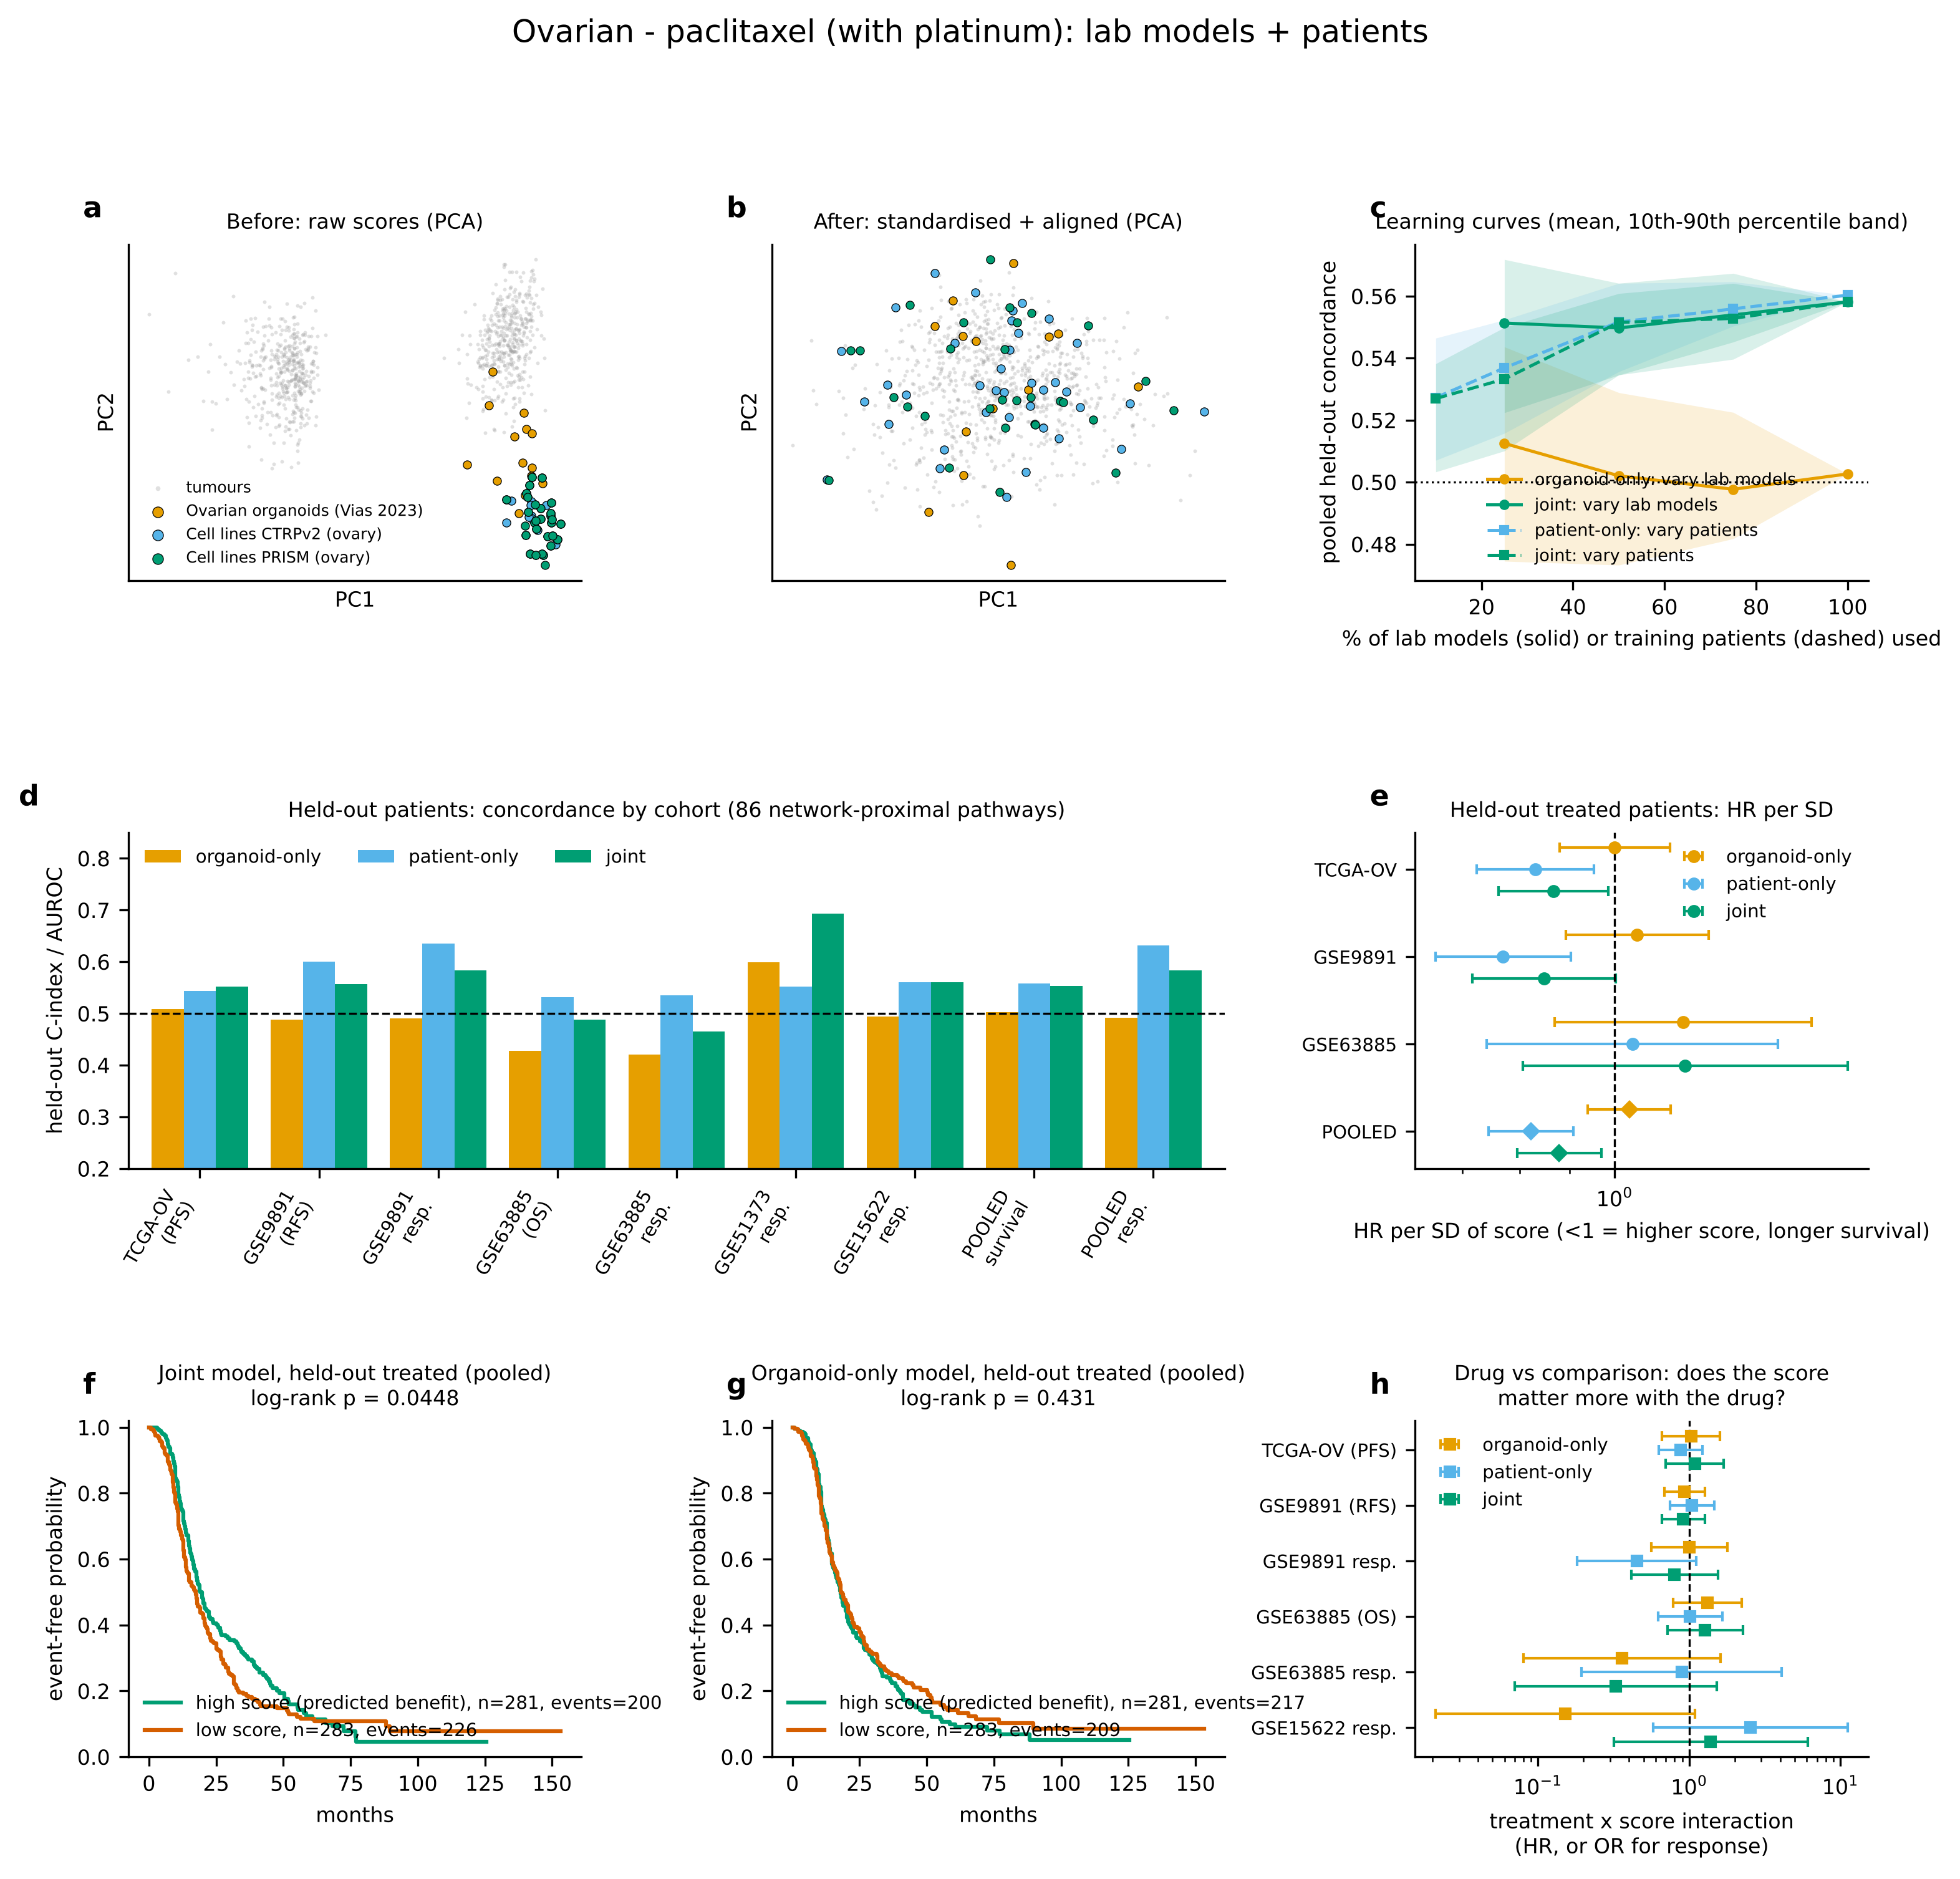 Ovarian - paclitaxel (with platinum): lab models + patients
a
Before: raw scores (PCA)
PC2
tumours
Ovarian organoids (Vias 2023)
Cell lines CTRPv2 (ovary)
Cell lines PRISM (ovary)
PC1
b
After: standardised + aligned (PCA)
PC2
PC1
c
Learning curves (mean, 10th-90th percentile band)
pooled held-out concordance
0.56
0.54
0.52
0.50
0.48
organoid-only: vary lab models
joint: vary lab models
patient-only: vary patients
joint: vary patients
20 40 60 80 100
% of lab models (solid) or training patients (dashed) used
d
Held-out patients: concordance by cohort (86 network-proximal pathways)
held-out C-index / AUROC
0.8
0.7
0.6
0.5
0.4
0.3
0.2
organoid-only patient-only joint
TCGA-OV
(PFS)
GSE9891
(RFS)
GSE9891
resp.
GSE63885
(OS)
GSE63885
resp.
GSE51373
resp.
GSE15622
resp.
POOLED
survival
POOLED
resp.
e
Held-out treated patients: HR per SD
organoid-only
patient-only
joint
TCGA-OV
GSE9891
GSE63885
POOLED
10⁰
HR per SD of score (<1 = higher score, longer survival)
f
Joint model, held-out treated (pooled)
log-rank p = 0.0448
event-free probability
1.0
0.8
0.6
0.4
0.2
0.0
high score (predicted benefit), n=281, events=200
low score, n=283, events=226
0 25 50 75 100 125 150
months
g
Organoid-only model, held-out treated (pooled)
log-rank p = 0.431
event-free probability
1.0
0.8
0.6
0.4
0.2
0.0
high score (predicted benefit), n=281, events=217
low score, n=283, events=209
0 25 50 75 100 125 150
months
h
Drug vs comparison: does the score
matter more with the drug?
organoid-only
patient-only
joint
TCGA-OV (PFS)
GSE9891 (RFS)
GSE9891 resp.
GSE63885 (OS)
GSE63885 resp.
GSE15622 resp.
10⁻¹ 10⁰ 10¹
treatment x score interaction
(HR, or OR for response)